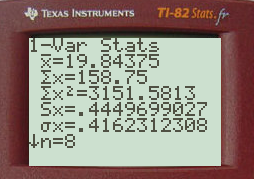 TEXAS INSTRUMENTS TI-82 Stats.fr
1-Var Stats
x̄=19.84375
Σx=158.75
Σx²=3151.5813
Sx=.4449699027
σx=.4162312308
↓n=8